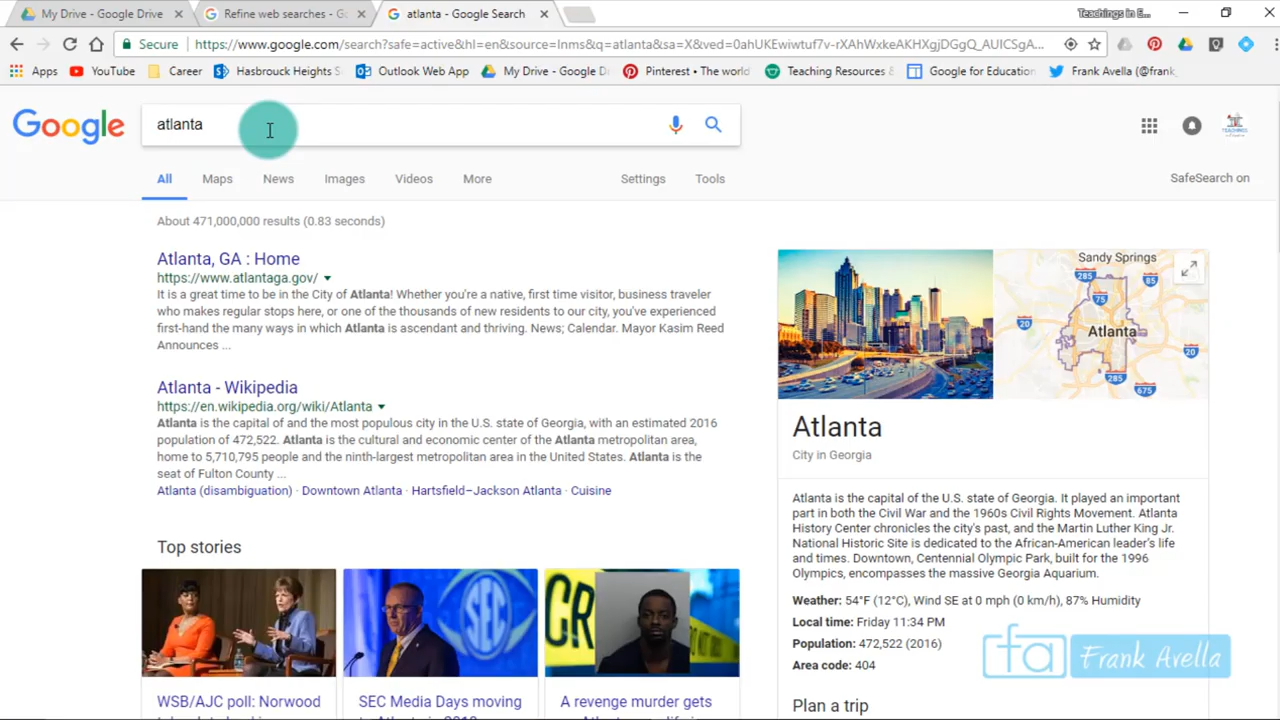 My Drive - Google Drive
Refine web searches - Go
atlanta - Google Search
Teachings in E...
Secure
https://www.google.com/search?safe=active&hl=en&source=lnms&q=atlanta&sa=X&ved=0ahUKEwiwtuf7v-rXAhWxkeAKHXgjDGgQ_AUICSgA...
Apps
YouTube
Career
Hasbrouck Heights S
Outlook Web App
My Drive - Google D
Pinterest • The world
Teaching Resources &
Google for Education
Frank Avella (@frank_
Google
atlanta
All
Maps
News
Images
Videos
More
Settings
Tools
SafeSearch on
About 471,000,000 results (0.83 seconds)
Atlanta, GA : Home
https://www.atlantaga.gov/
It is a great time to be in the City of Atlanta! Whether you're a native, first time visitor, business traveler
who makes regular stops here, or one of the thousands of new residents to our city, you've experienced
first-hand the many ways in which Atlanta is ascendant and thriving. News; Calendar. Mayor Kasim Reed
Announces ...
Atlanta - Wikipedia
https://en.wikipedia.org/wiki/Atlanta
Atlanta is the capital of and the most populous city in the U.S. state of Georgia, with an estimated 2016
population of 472,522. Atlanta is the cultural and economic center of the Atlanta metropolitan area,
home to 5,710,795 people and the ninth-largest metropolitan area in the United States. Atlanta is the
seat of Fulton County ...
Atlanta (disambiguation) · Downtown Atlanta · Hartsfield–Jackson Atlanta · Cuisine
Top stories
SEC
CR
WSB/AJC poll: Norwood
SEC Media Days moving
A revenge murder gets
Sandy Springs
285
85
75
20
Atlanta
20
285
675
Atlanta
City in Georgia
Atlanta is the capital of the U.S. state of Georgia. It played an important
part in both the Civil War and the 1960s Civil Rights Movement. Atlanta
History Center chronicles the city's past, and the Martin Luther King Jr.
National Historic Site is dedicated to the African-American leader's life
and times. Downtown, Centennial Olympic Park, built for the 1996
Olympics, encompasses the massive Georgia Aquarium.
Weather: 54°F (12°C), Wind SE at 0 mph (0 km/h), 87% Humidity
Local time: Friday 11:34 PM
Population: 472,522 (2016)
Area code: 404
Plan a trip
fa
Frank Avella